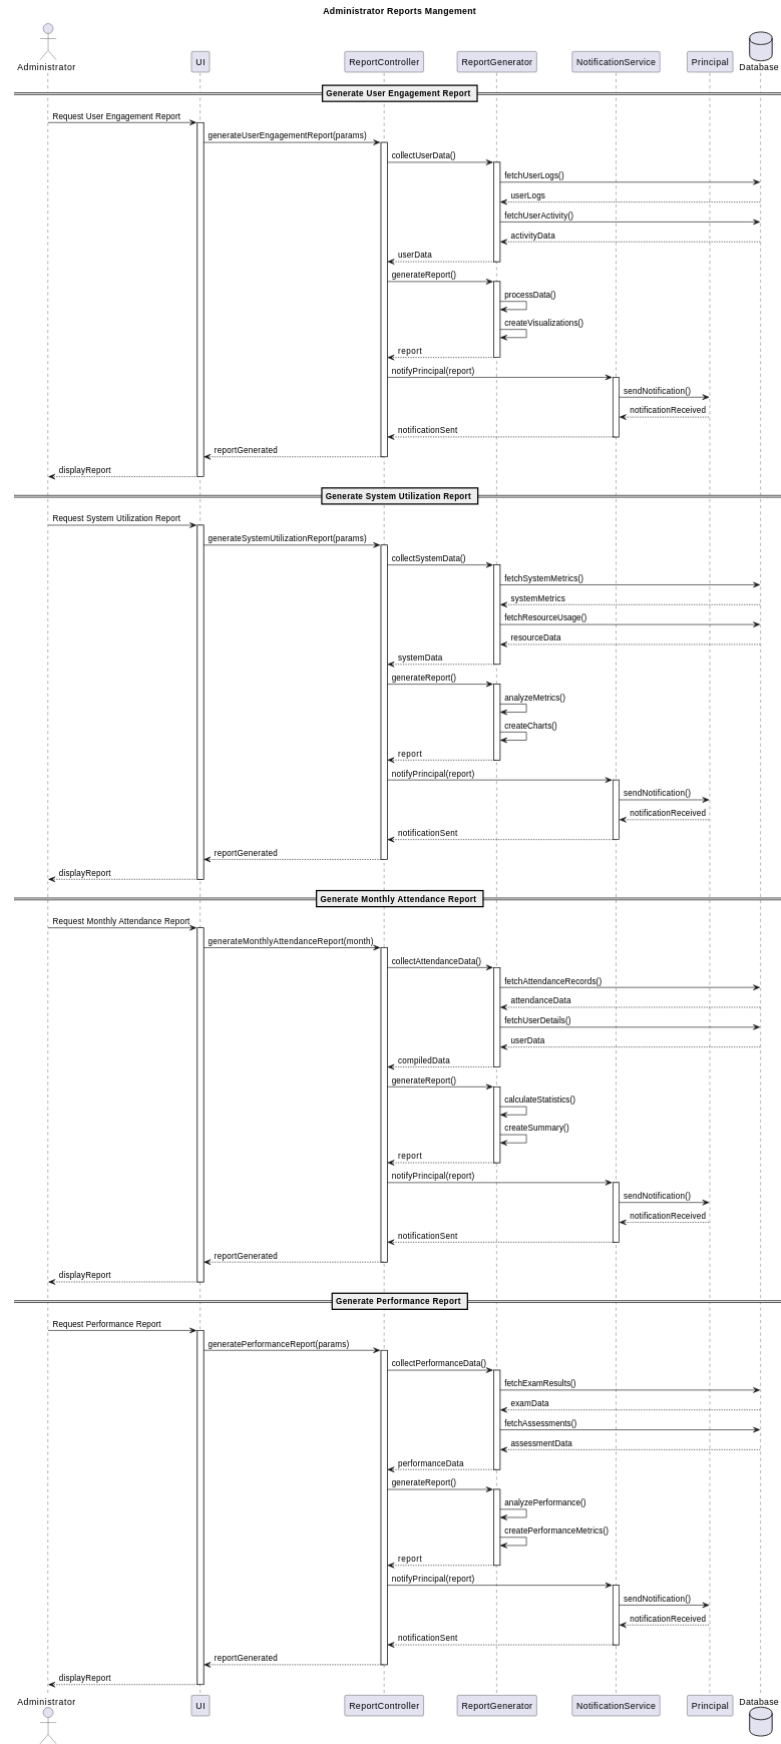 Administrator Reports Mangement
Administrator
UI
ReportController
ReportGenerator
NotificationService
Principal
Database
Generate User Engagement Report
Request User Engagement Report
generateUserEngagementReport(params)
collectUserData()
fetchUserLogs()
userLogs
fetchUserActivity()
activityData
userData
generateReport()
processData()
createVisualizations()
report
notifyPrincipal(report)
sendNotification()
notificationReceived
notificationSent
reportGenerated
displayReport
Generate System Utilization Report
Request System Utilization Report
generateSystemUtilizationReport(params)
collectSystemData()
fetchSystemMetrics()
systemMetrics
fetchResourceUsage()
resourceData
systemData
generateReport()
analyzeMetrics()
createCharts()
report
notifyPrincipal(report)
sendNotification()
notificationReceived
notificationSent
reportGenerated
displayReport
Generate Monthly Attendance Report
Request Monthly Attendance Report
generateMonthlyAttendanceReport(month)
collectAttendanceData()
fetchAttendanceRecords()
attendanceData
fetchUserDetails()
userData
compiledData
generateReport()
calculateStatistics()
createSummary()
report
notifyPrincipal(report)
sendNotification()
notificationReceived
notificationSent
reportGenerated
displayReport
Generate Performance Report
Request Performance Report
generatePerformanceReport(params)
collectPerformanceData()
fetchExamResults()
examData
fetchAssessments()
assessmentData
performanceData
generateReport()
analyzePerformance()
createPerformanceMetrics()
report
notifyPrincipal(report)
sendNotification()
notificationReceived
notificationSent
reportGenerated
displayReport
Administrator
UI
ReportController
ReportGenerator
NotificationService
Principal
Database